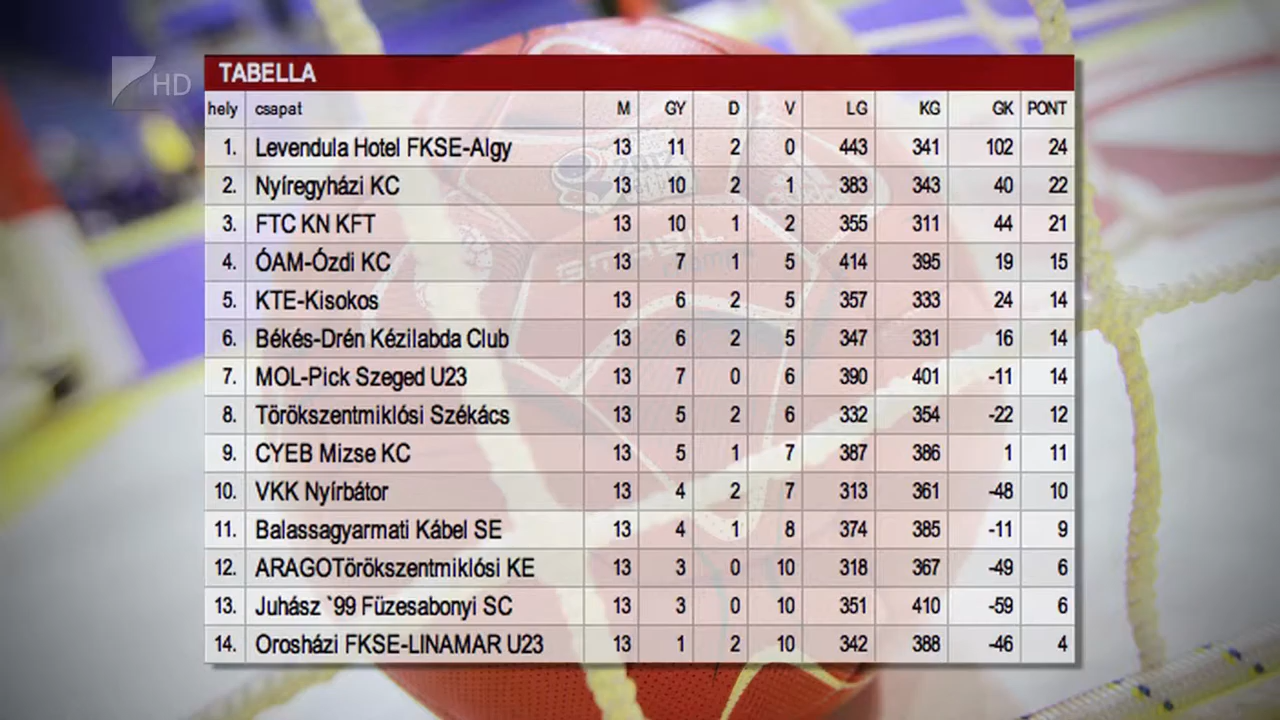 HD
TABELLA
hely csapat M GY D V LG KG GK PONT
1. Levendula Hotel FKSE-Algy 13 11 2 0 443 341 102 24
2. Nyíregyházi KC 13 10 2 1 383 343 40 22
3. FTC KN KFT 13 10 1 2 355 311 44 21
4. ÓAM-Ózdi KC 13 7 1 5 414 395 19 15
5. KTE-Kisokos 13 6 2 5 357 333 24 14
6. Békés-Drén Kézilabda Club 13 6 2 5 347 331 16 14
7. MOL-Pick Szeged U23 13 7 0 6 390 401 -11 14
8. Törökszentmiklósi Székács 13 5 2 6 332 354 -22 12
9. CYEB Mizse KC 13 5 1 7 387 386 1 11
10. VKK Nyírbátor 13 4 2 7 313 361 -48 10
11. Balassagyarmati Kábel SE 13 4 1 8 374 385 -11 9
12. ARAGOTörökszentmiklósi KE 13 3 0 10 318 367 -49 6
13. Juhász `99 Füzesabonyi SC 13 3 0 10 351 410 -59 6
14. Orosházi FKSE-LINAMAR U23 13 1 2 10 342 388 -46 4